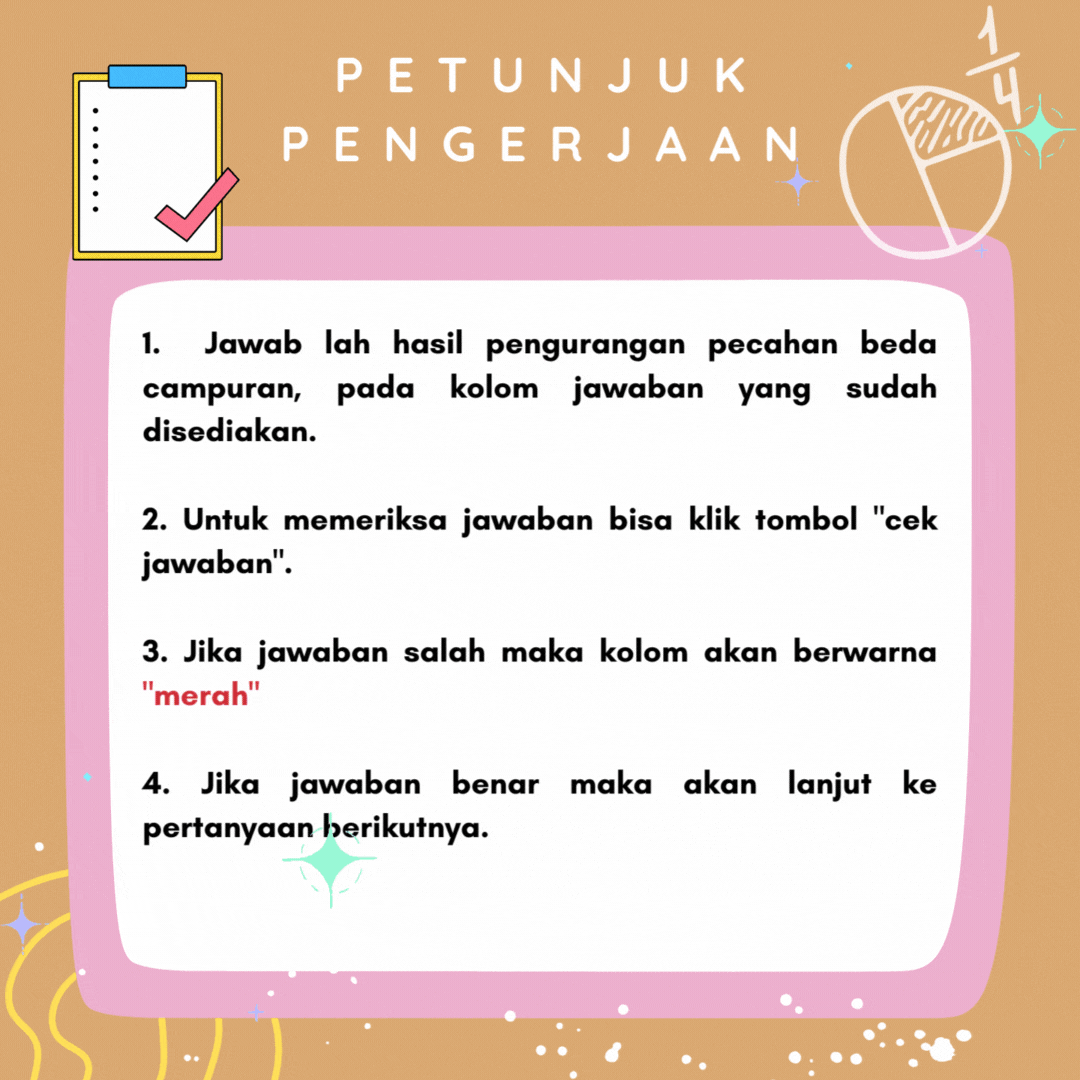 PETUNJUK
PENGERJAAN
1
4
1. Jawab lah hasil pengurangan pecahan beda
campuran, pada kolom jawaban yang sudah
disediakan.
2. Untuk memeriksa jawaban bisa klik tombol "cek
jawaban".
3. Jika jawaban salah maka kolom akan berwarna
"merah"
4. Jika jawaban benar maka akan lanjut ke
pertanyaan berikutnya.